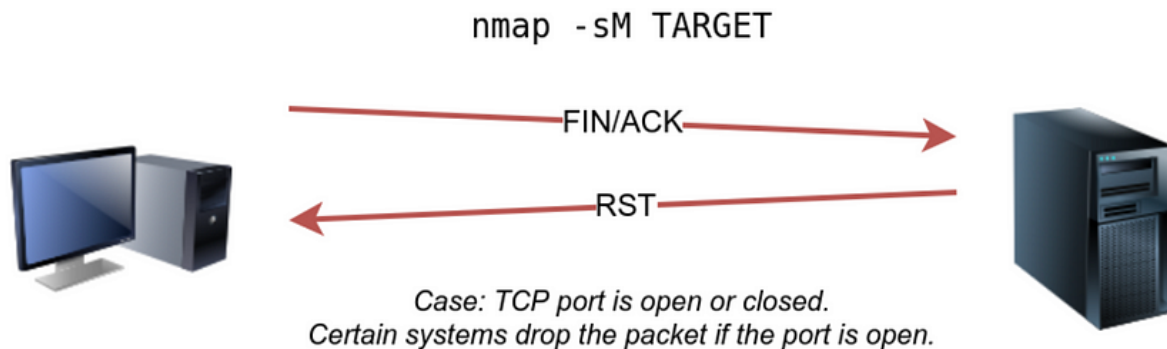 nmap -sM TARGET
FIN/ACK
RST
Case: TCP port is open or closed.
Certain systems drop the packet if the port is open.